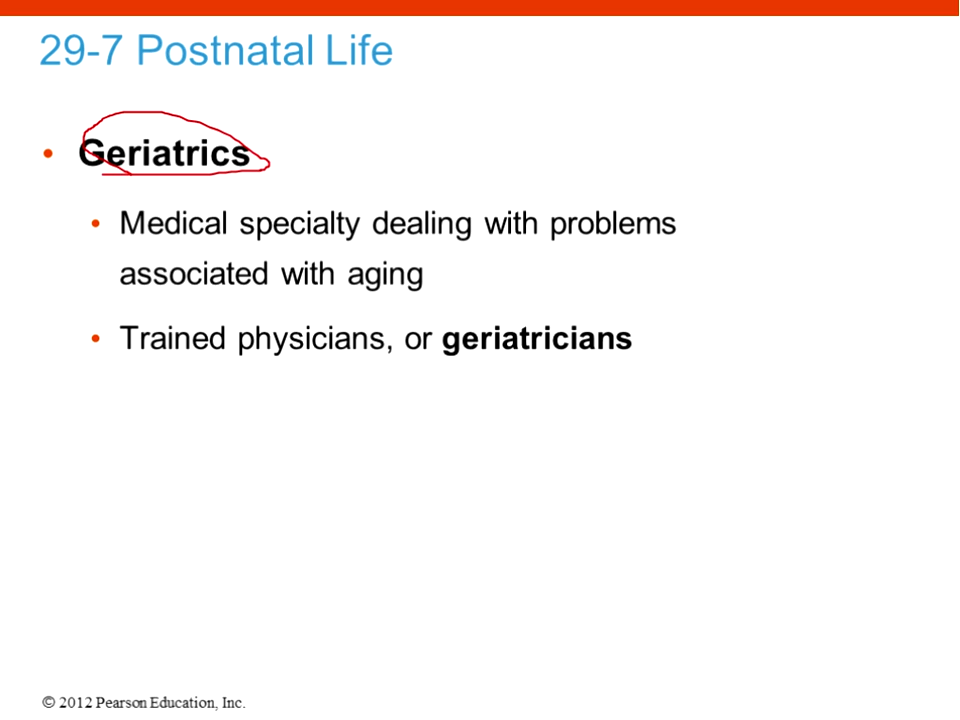 29-7 Postnatal Life
• Geriatrics
• Medical specialty dealing with problems
associated with aging
• Trained physicians, or geriatricians
© 2012 Pearson Education, Inc.